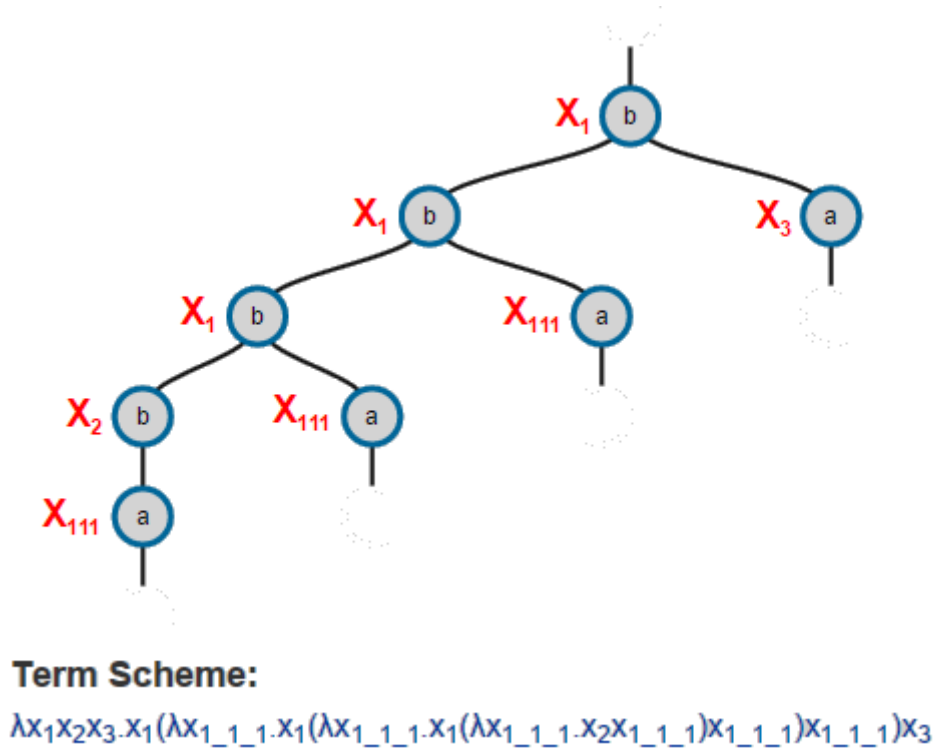 X₁ b
X₁ b X₃ a
X₁ b X₁₁₁ a
X₂ b X₁₁₁ a
X₁₁₁ a
Term Scheme:
λx₁x₂x₃.x₁(λx₁_₁_₁.x₁(λx₁_₁_₁.x₁(λx₁_₁_₁.x₂x₁_₁_₁)x₁_₁_₁)x₁_₁_₁)x₃